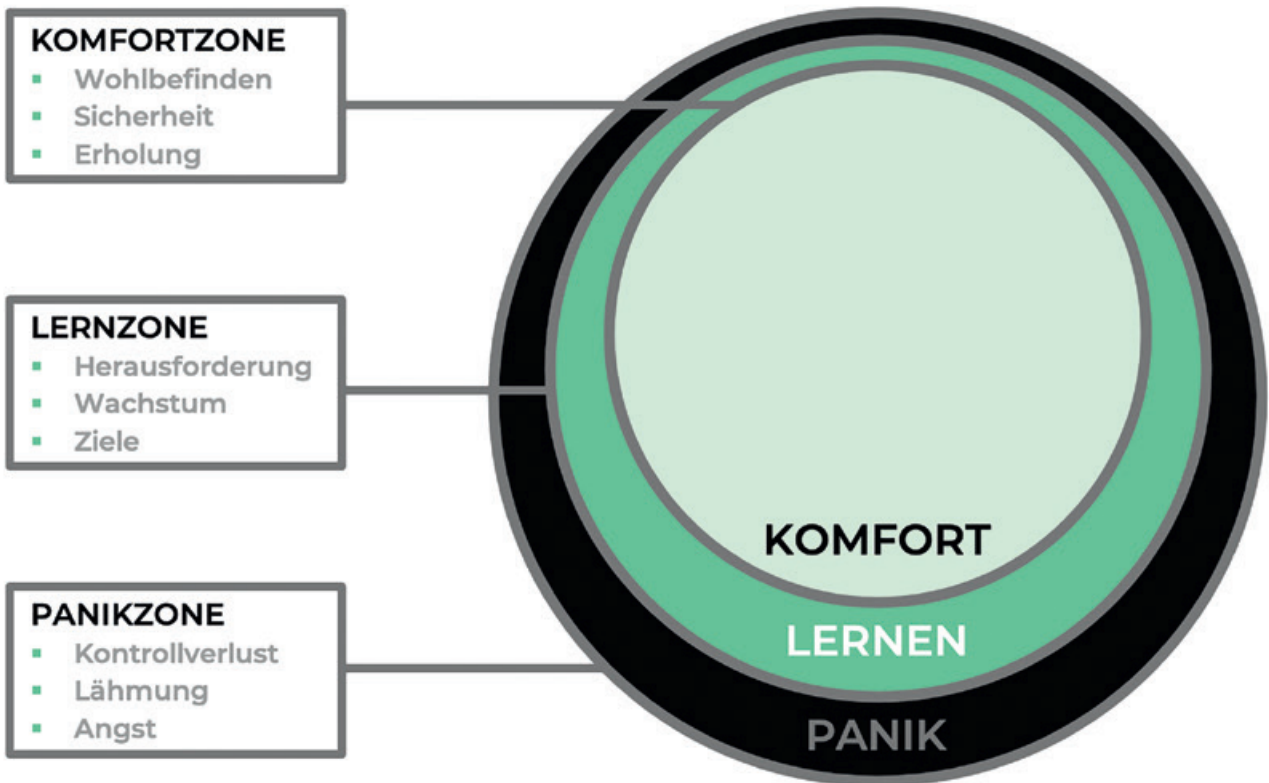 KOMFORTZONE
▪ Wohlbefinden
▪ Sicherheit
▪ Erholung
LERNZONE
▪ Herausforderung
▪ Wachstum
▪ Ziele
PANIKZONE
▪ Kontrollverlust
▪ Lähmung
▪ Angst
KOMFORT
LERNEN
PANIK